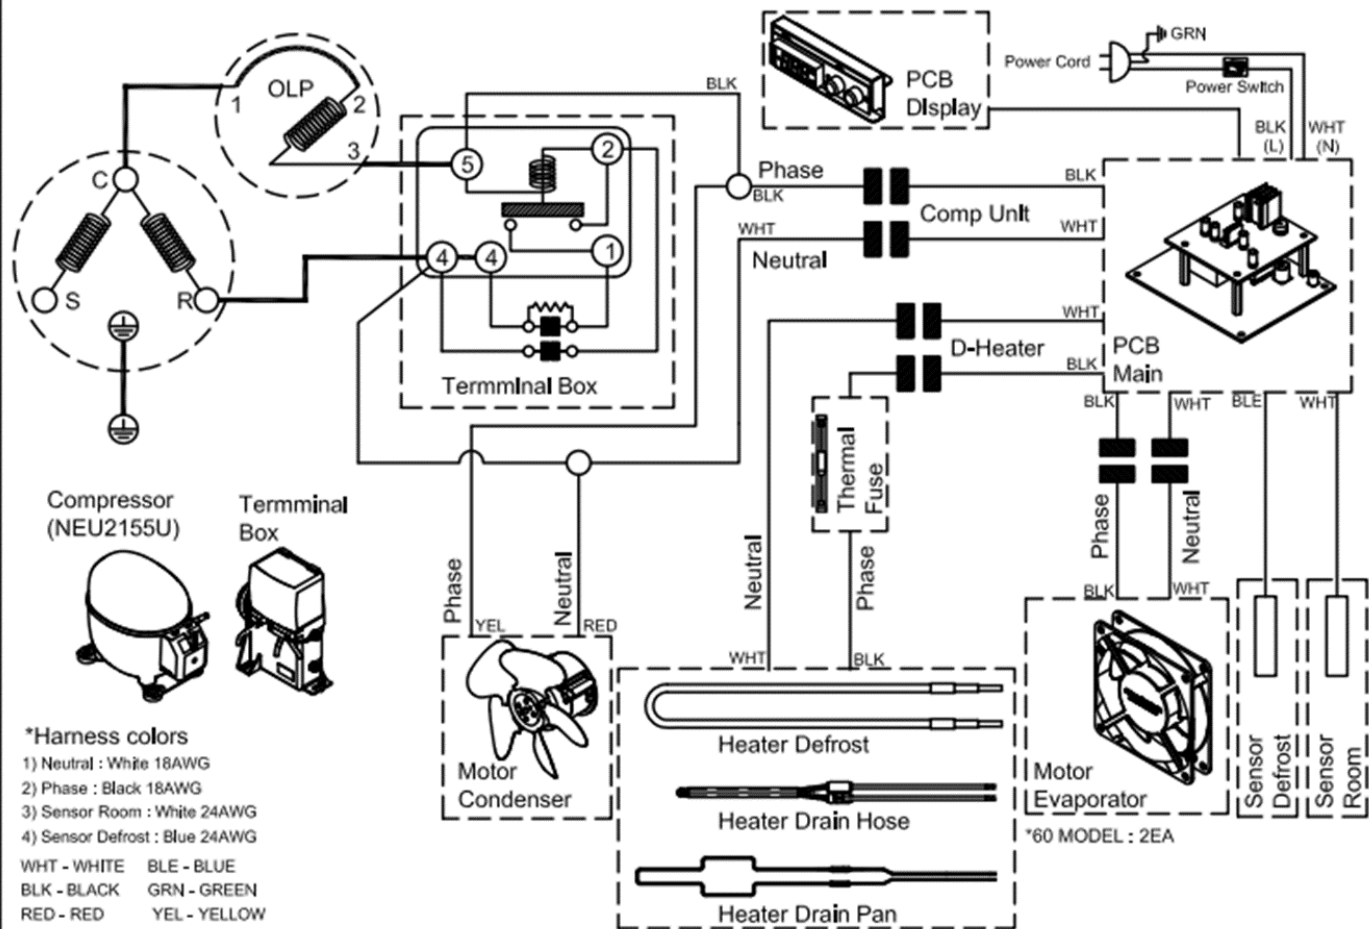 OLP
1
2
3
C
S
R
BLK
5
2
4
4
1
Termminal Box
PCB
Display
Power Cord
GRN
Power Switch
BLK
(L)
WHT
(N)
Phase
BLK
BLK
Comp Unit
WHT
WHT
Neutral
WHT
D-Heater
BLK
PCB
Main
BLK
WHT
BLE
WHT
Thermal
Fuse
Phase
Neutral
Compressor
(NEU2155U)
Termminal
Box
Phase
Neutral
Neutral
Phase
YEL
RED
WHT
BLK
BLK
WHT
Motor
Condenser
Heater Defrost
Heater Drain Hose
Heater Drain Pan
Motor
Evaporator
*60 MODEL : 2EA
Sensor
Defrost
Sensor
Room
*Harness colors
1) Neutral : White 18AWG
2) Phase : Black 18AWG
3) Sensor Room : White 24AWG
4) Sensor Defrost : Blue 24AWG
WHT - WHITE BLE - BLUE
BLK - BLACK GRN - GREEN
RED - RED YEL - YELLOW